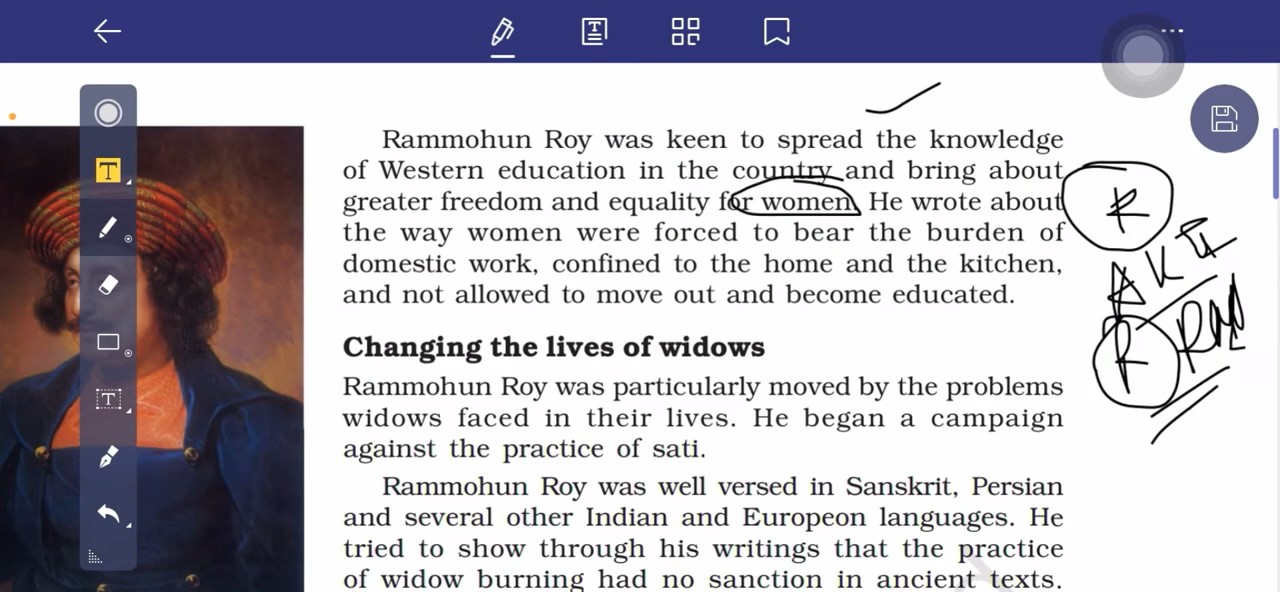 Rammohun Roy was keen to spread the knowledge
of Western education in the country and bring about
greater freedom and equality for women. He wrote about
the way women were forced to bear the burden of
domestic work, confined to the home and the kitchen,
and not allowed to move out and become educated.
Changing the lives of widows
Rammohun Roy was particularly moved by the problems
widows faced in their lives. He began a campaign
against the practice of sati.
Rammohun Roy was well versed in Sanskrit, Persian
and several other Indian and Europeon languages. He
tried to show through his writings that the practice
of widow burning had no sanction in ancient texts.
R
R